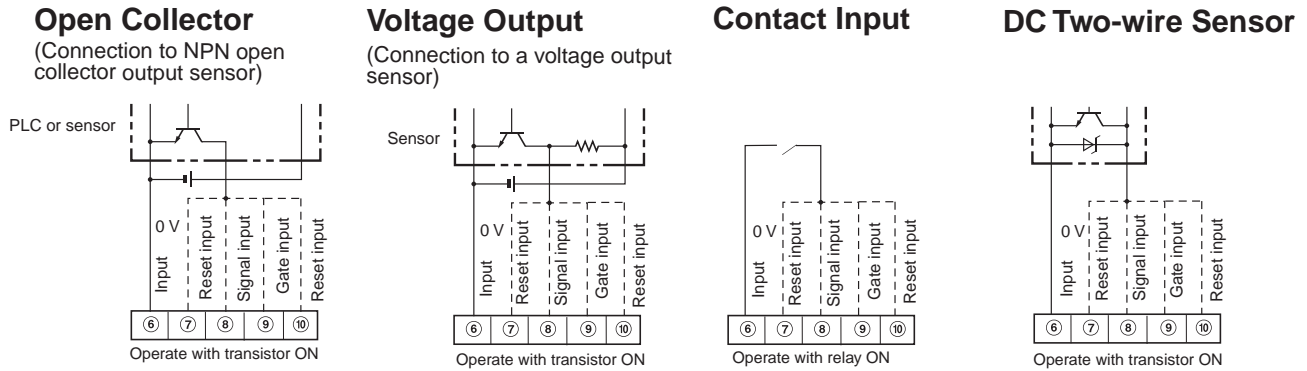 Open Collector
(Connection to NPN open
collector output sensor)
PLC or sensor
0 V
Input
Reset input
Signal input
Gate input
Reset input
⑥ ⑦ ⑧ ⑨ ⑩
Operate with transistor ON
Voltage Output
(Connection to a voltage output
sensor)
Sensor
0 V
Input
Reset input
Signal input
Gate input
Reset input
⑥ ⑦ ⑧ ⑨ ⑩
Operate with transistor ON
Contact Input
0 V
Input
Reset input
Signal input
Gate input
Reset input
⑥ ⑦ ⑧ ⑨ ⑩
Operate with relay ON
DC Two-wire Sensor
0 V
Input
Reset input
Signal input
Gate input
Reset input
⑥ ⑦ ⑧ ⑨ ⑩
Operate with transistor ON